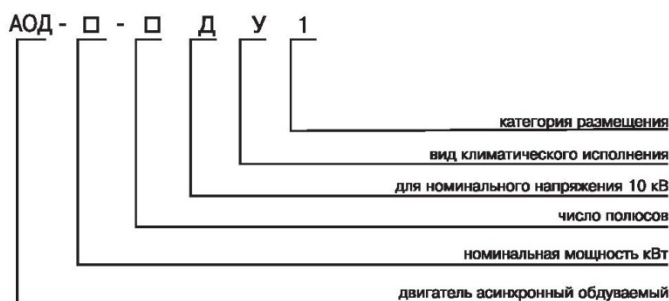 АОД - □ - □ Д У 1
категория размещения
вид климатического исполнения
для номинального напряжения 10 кВ
число полюсов
номинальная мощность кВт
двигатель асинхронный обдуваемый